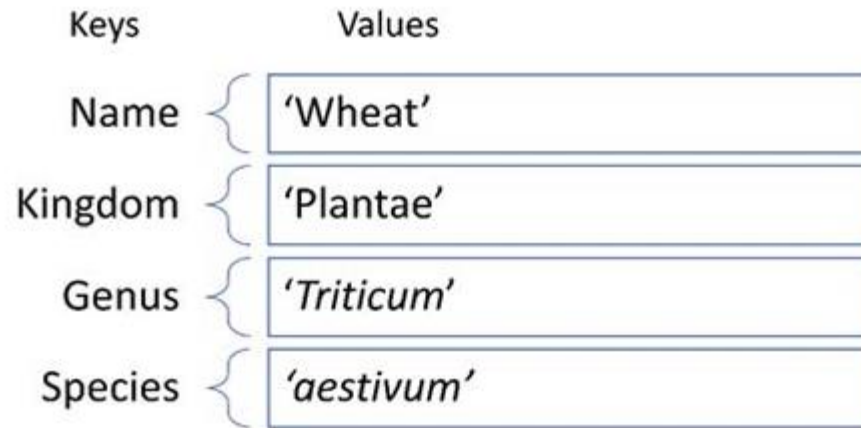 Keys Values
Name ‘Wheat’
Kingdom ‘Plantae’
Genus ‘Triticum’
Species ‘aestivum’